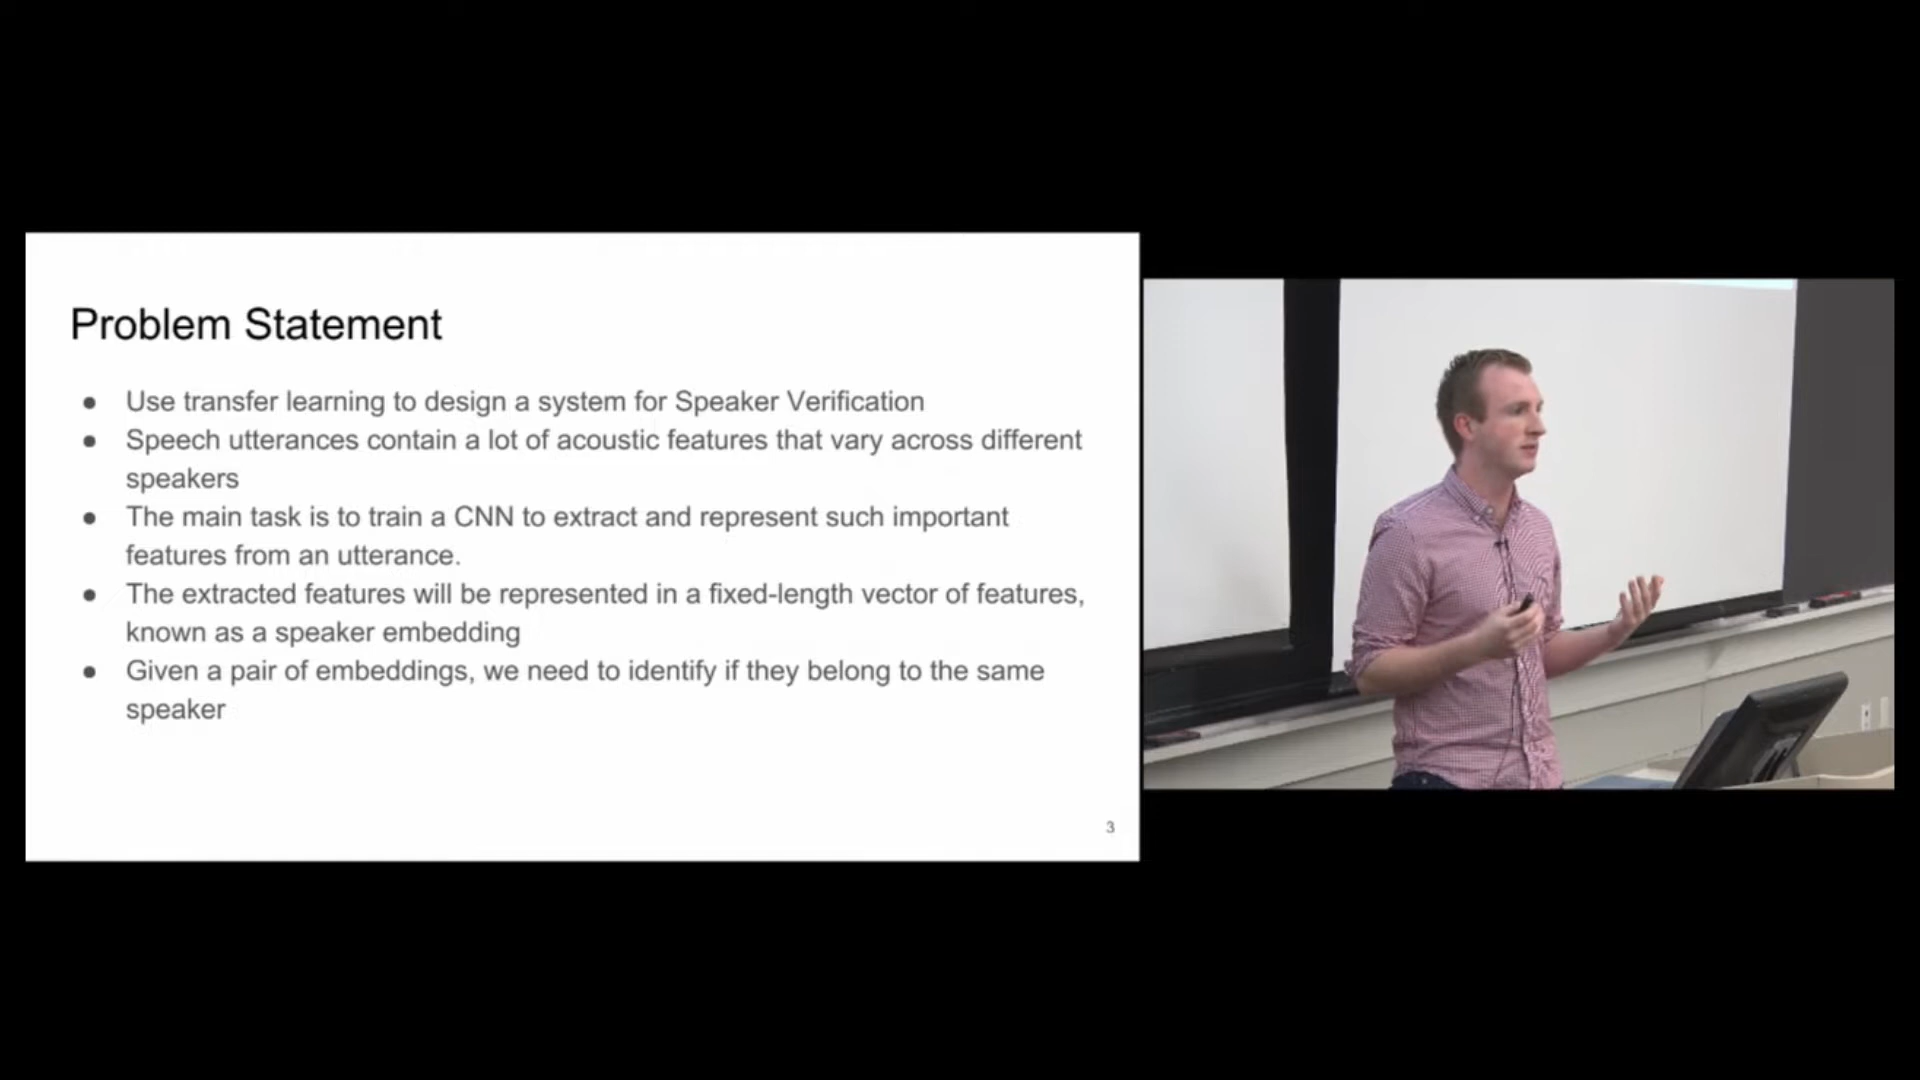 Problem Statement
● Use transfer learning to design a system for Speaker Verification
● Speech utterances contain a lot of acoustic features that vary across different
speakers
● The main task is to train a CNN to extract and represent such important
features from an utterance.
● The extracted features will be represented in a fixed-length vector of features,
known as a speaker embedding
● Given a pair of embeddings, we need to identify if they belong to the same
speaker
3